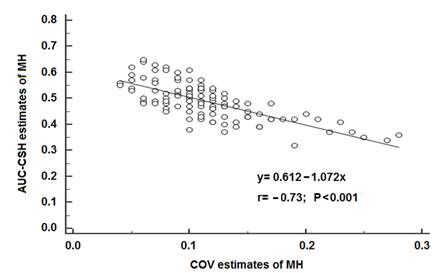 0.8
0.7
0.6
0.5
0.4
0.3
0.2
0.1
0.0
AUC-CSH estimates of MH
y= 0.612−1.072x
r= −0.73; P<0.001
0.0 0.1 0.2 0.3
COV estimates of MH